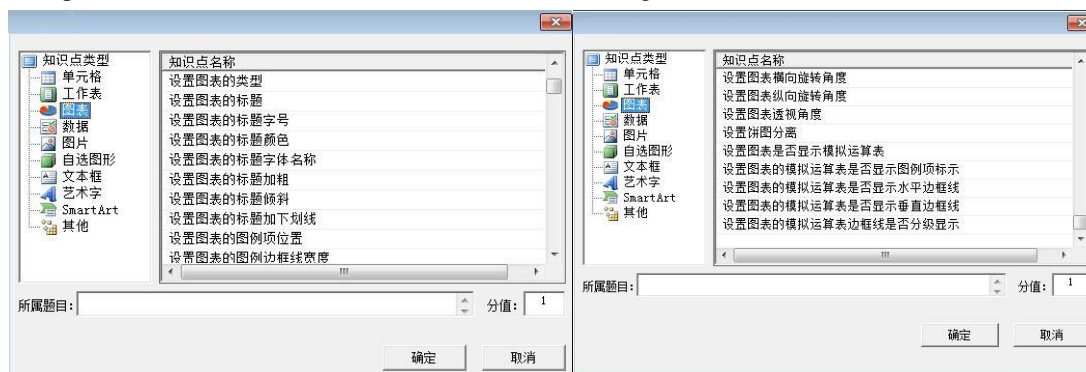 知识点类型
单元格
工作表
图表
数据
图片
自选图形
文本框
艺术字
SmartArt
其他
知识点名称
设置图表的类型
设置图表的标题
设置图表的标题字号
设置图表的标题颜色
设置图表的标题字体名称
设置图表的标题加粗
设置图表的标题倾斜
设置图表的标题加下划线
设置图表的图例项位置
设置图表的图例边框线宽度
所属题目:
分值: 1
确定 取消
知识点类型
单元格
工作表
图表
数据
图片
自选图形
文本框
艺术字
SmartArt
其他
知识点名称
设置图表横向旋转角度
设置图表纵向旋转角度
设置图表透视角度
设置饼图分离
设置图表是否显示模拟运算表
设置图表的模拟运算表是否显示图例项标示
设置图表的模拟运算表是否显示水平边框线
设置图表的模拟运算表是否显示垂直边框线
设置图表的模拟运算表边框线是否分级显示
所属题目:
分值: 1
确定 取消